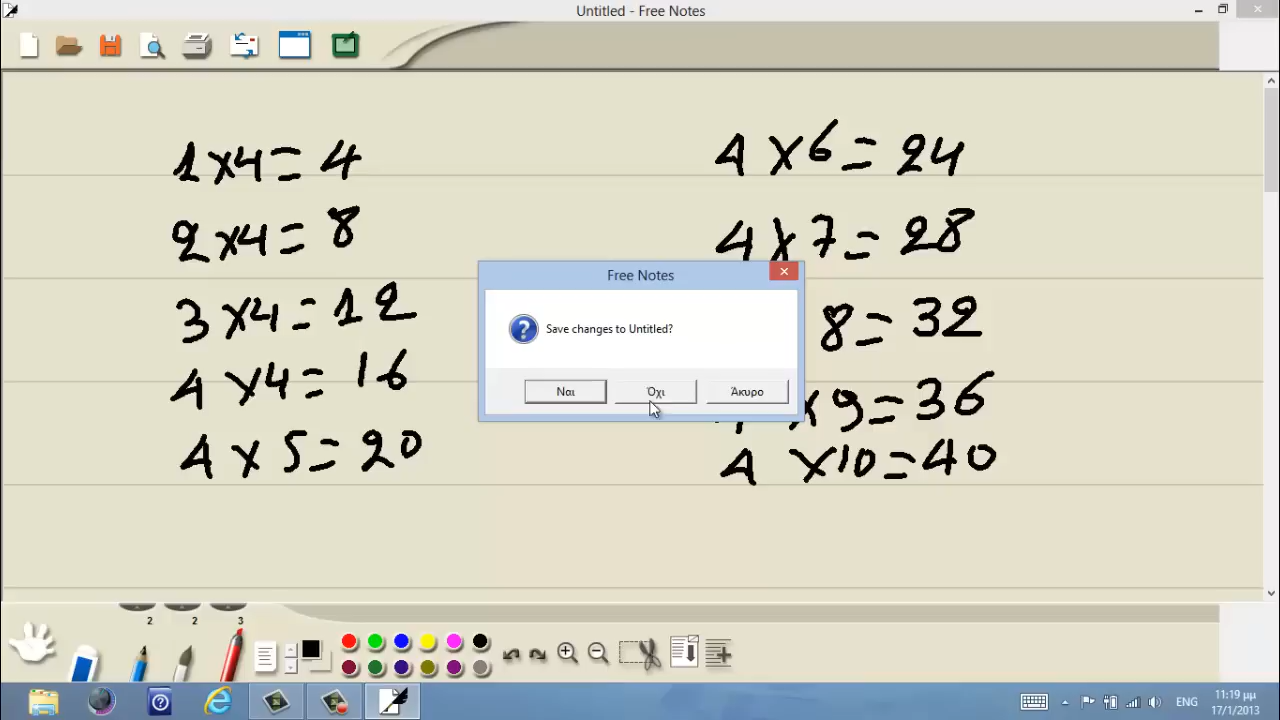 Untitled - Free Notes
1x4=4
2x4=8
3x4=12
4x4=16
4x5=20
4x6=24
4x7=28
8=32
x9=36
4x10=40
Free Notes
Save changes to Untitled?
Ναι
Όχι
Άκυρο
2
2
3
ENG
11:19 μμ
17/1/2013